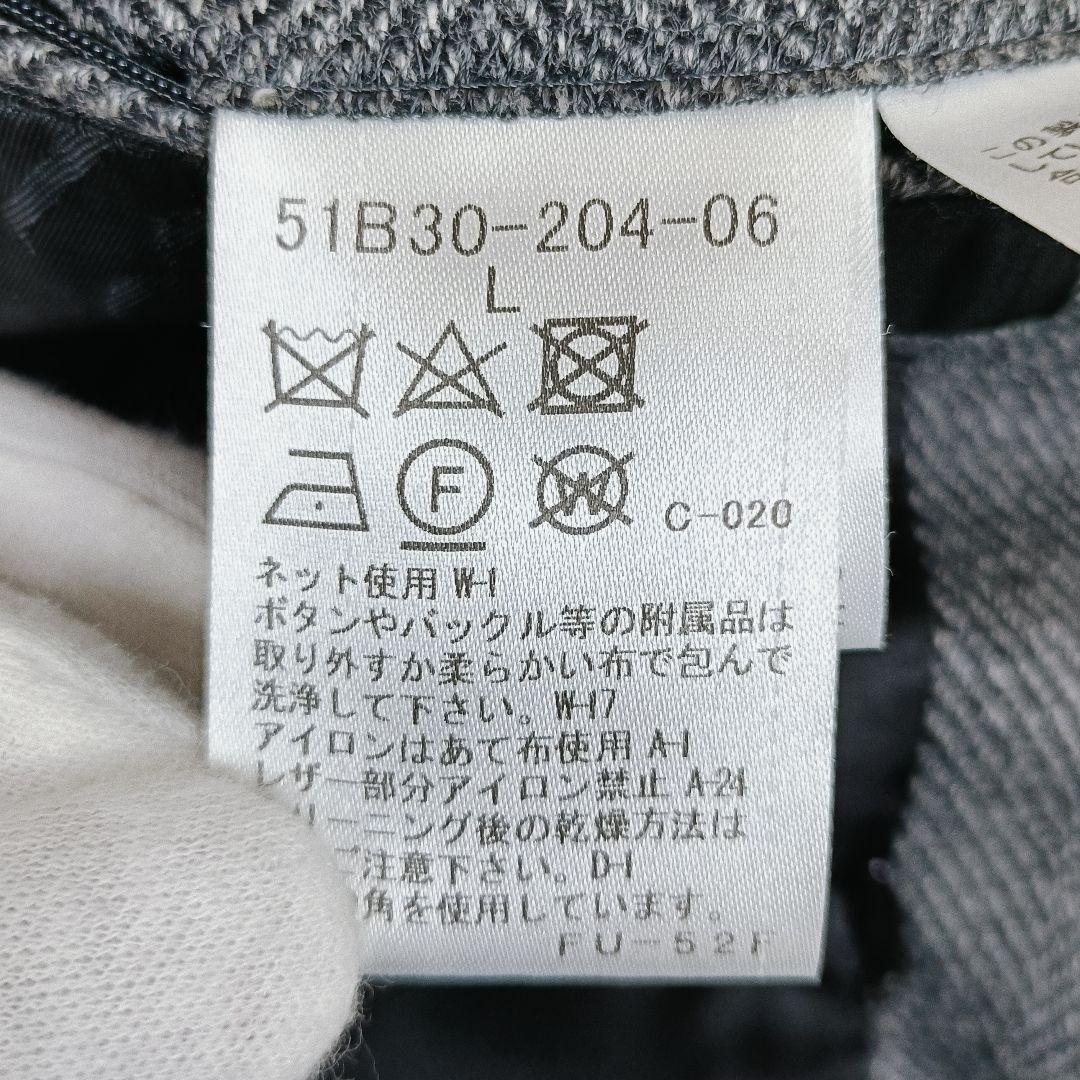 51B30-204-06
L
F
W
C-020
ネット使用 W-1
ボタンやバックル等の附属品は
取り外すか柔らかい布で包んで
洗浄して下さい。W-17
アイロンはあて布使用 A-1
レザー部分アイロン禁止 A-24
リーニング後の乾燥方法は
ご注意下さい。D-1
角を使用しています。
FU-52F